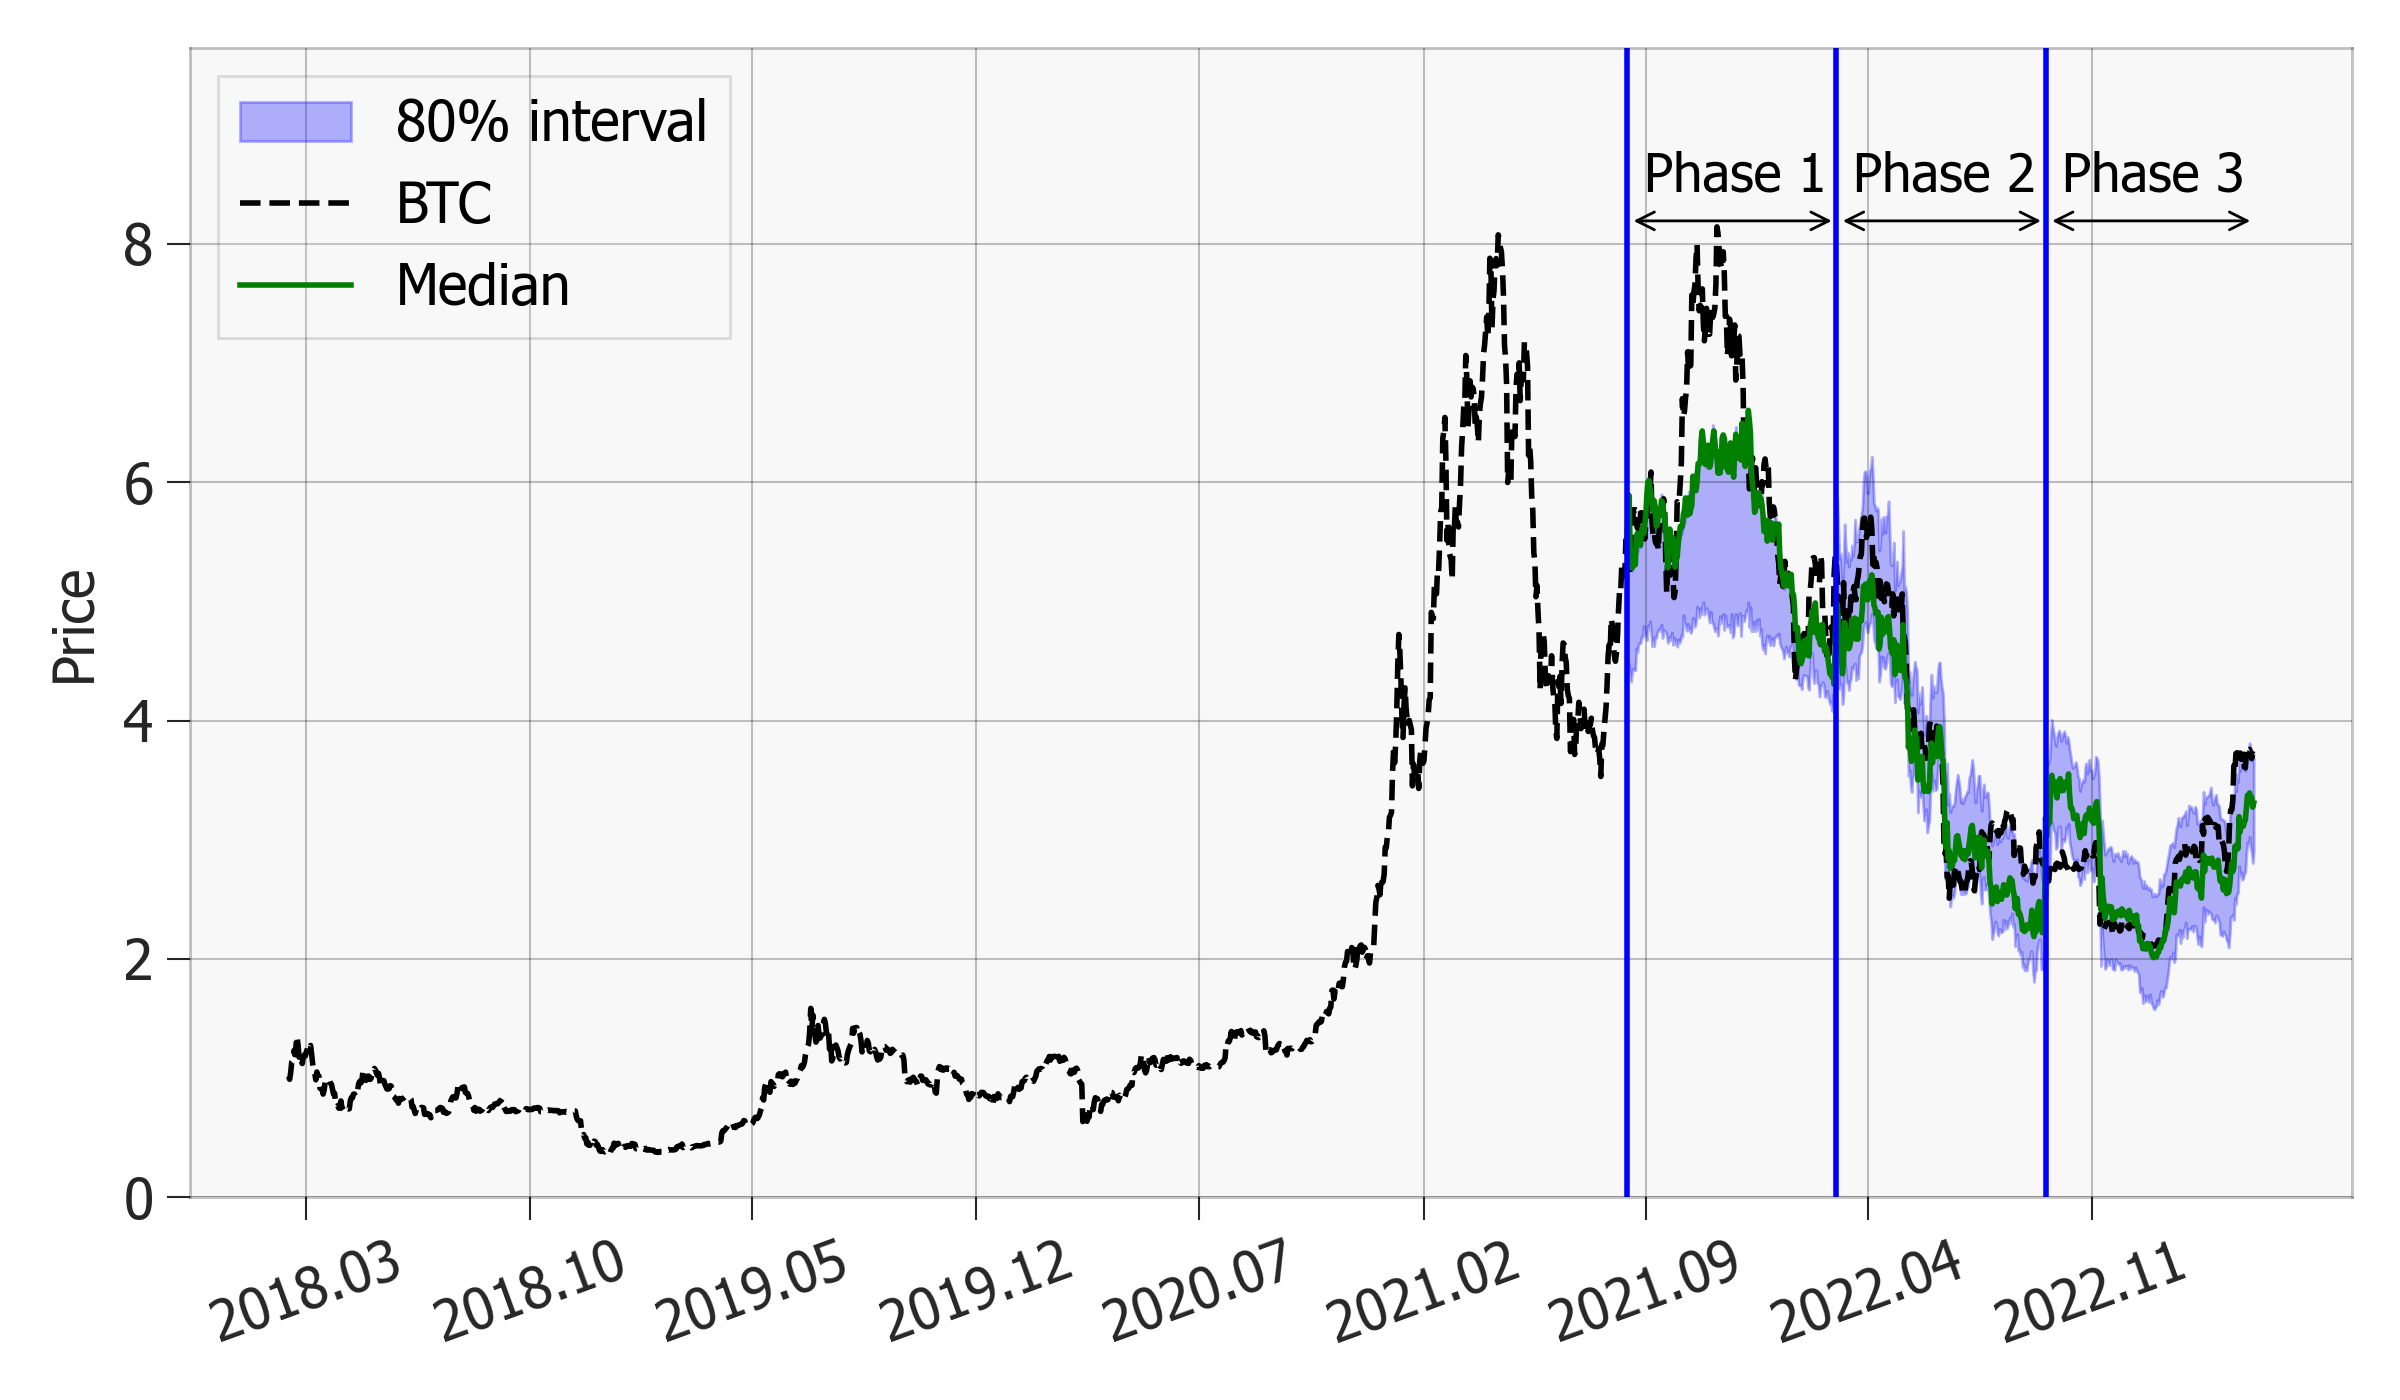 80% interval
BTC
Median
Phase 1
Phase 2
Phase 3
Price
8
6
4
2
0
2018.03
2018.10
2019.05
2019.12
2020.07
2021.02
2021.09
2022.04
2022.11